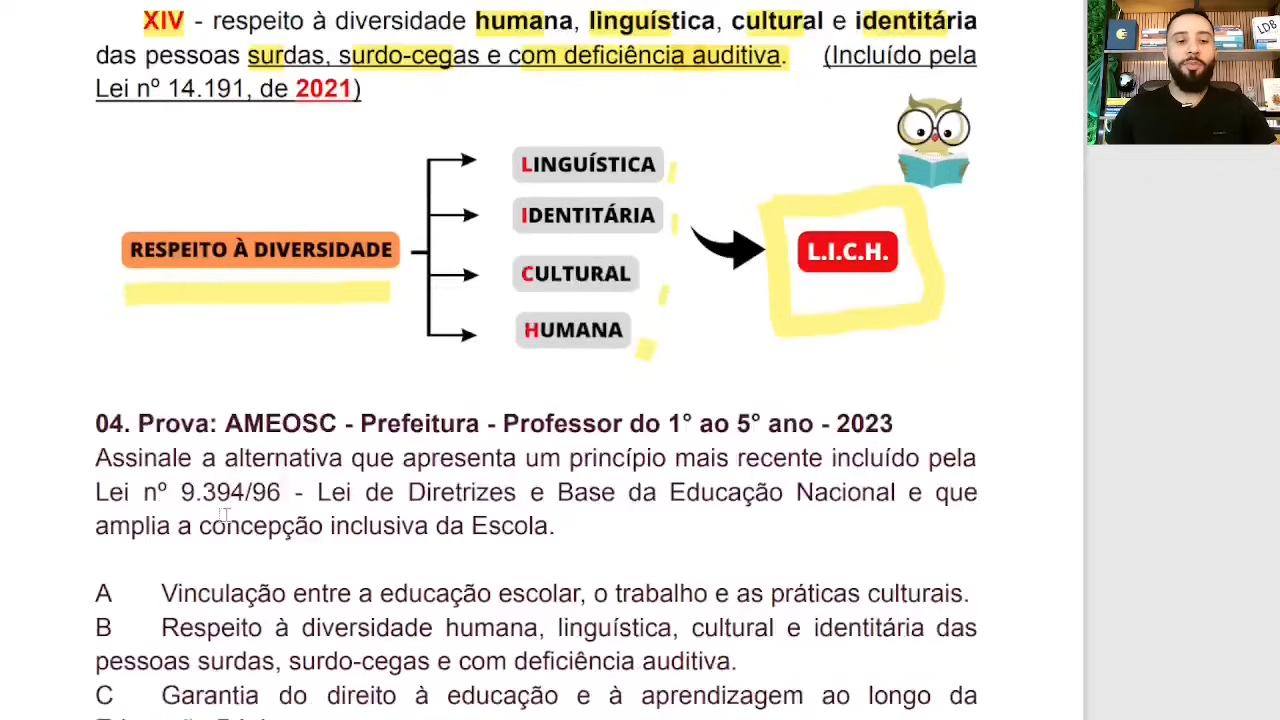 XIV - respeito à diversidade humana, linguística, cultural e identitária
das pessoas surdas, surdo-cegas e com deficiência auditiva. (Incluído pela
Lei nº 14.191, de 2021)
LINGUÍSTICA
IDENTITÁRIA
RESPEITO À DIVERSIDADE
L.I.C.H.
CULTURAL
HUMANA
04. Prova: AMEOSC - Prefeitura - Professor do 1° ao 5° ano - 2023
Assinale a alternativa que apresenta um princípio mais recente incluído pela
Lei nº 9.394/96 - Lei de Diretrizes e Base da Educação Nacional e que
amplia a concepção inclusiva da Escola.
A Vinculação entre a educação escolar, o trabalho e as práticas culturais.
B Respeito à diversidade humana, linguística, cultural e identitária das
pessoas surdas, surdo-cegas e com deficiência auditiva.
C Garantia do direito à educação e à aprendizagem ao longo da
LDB